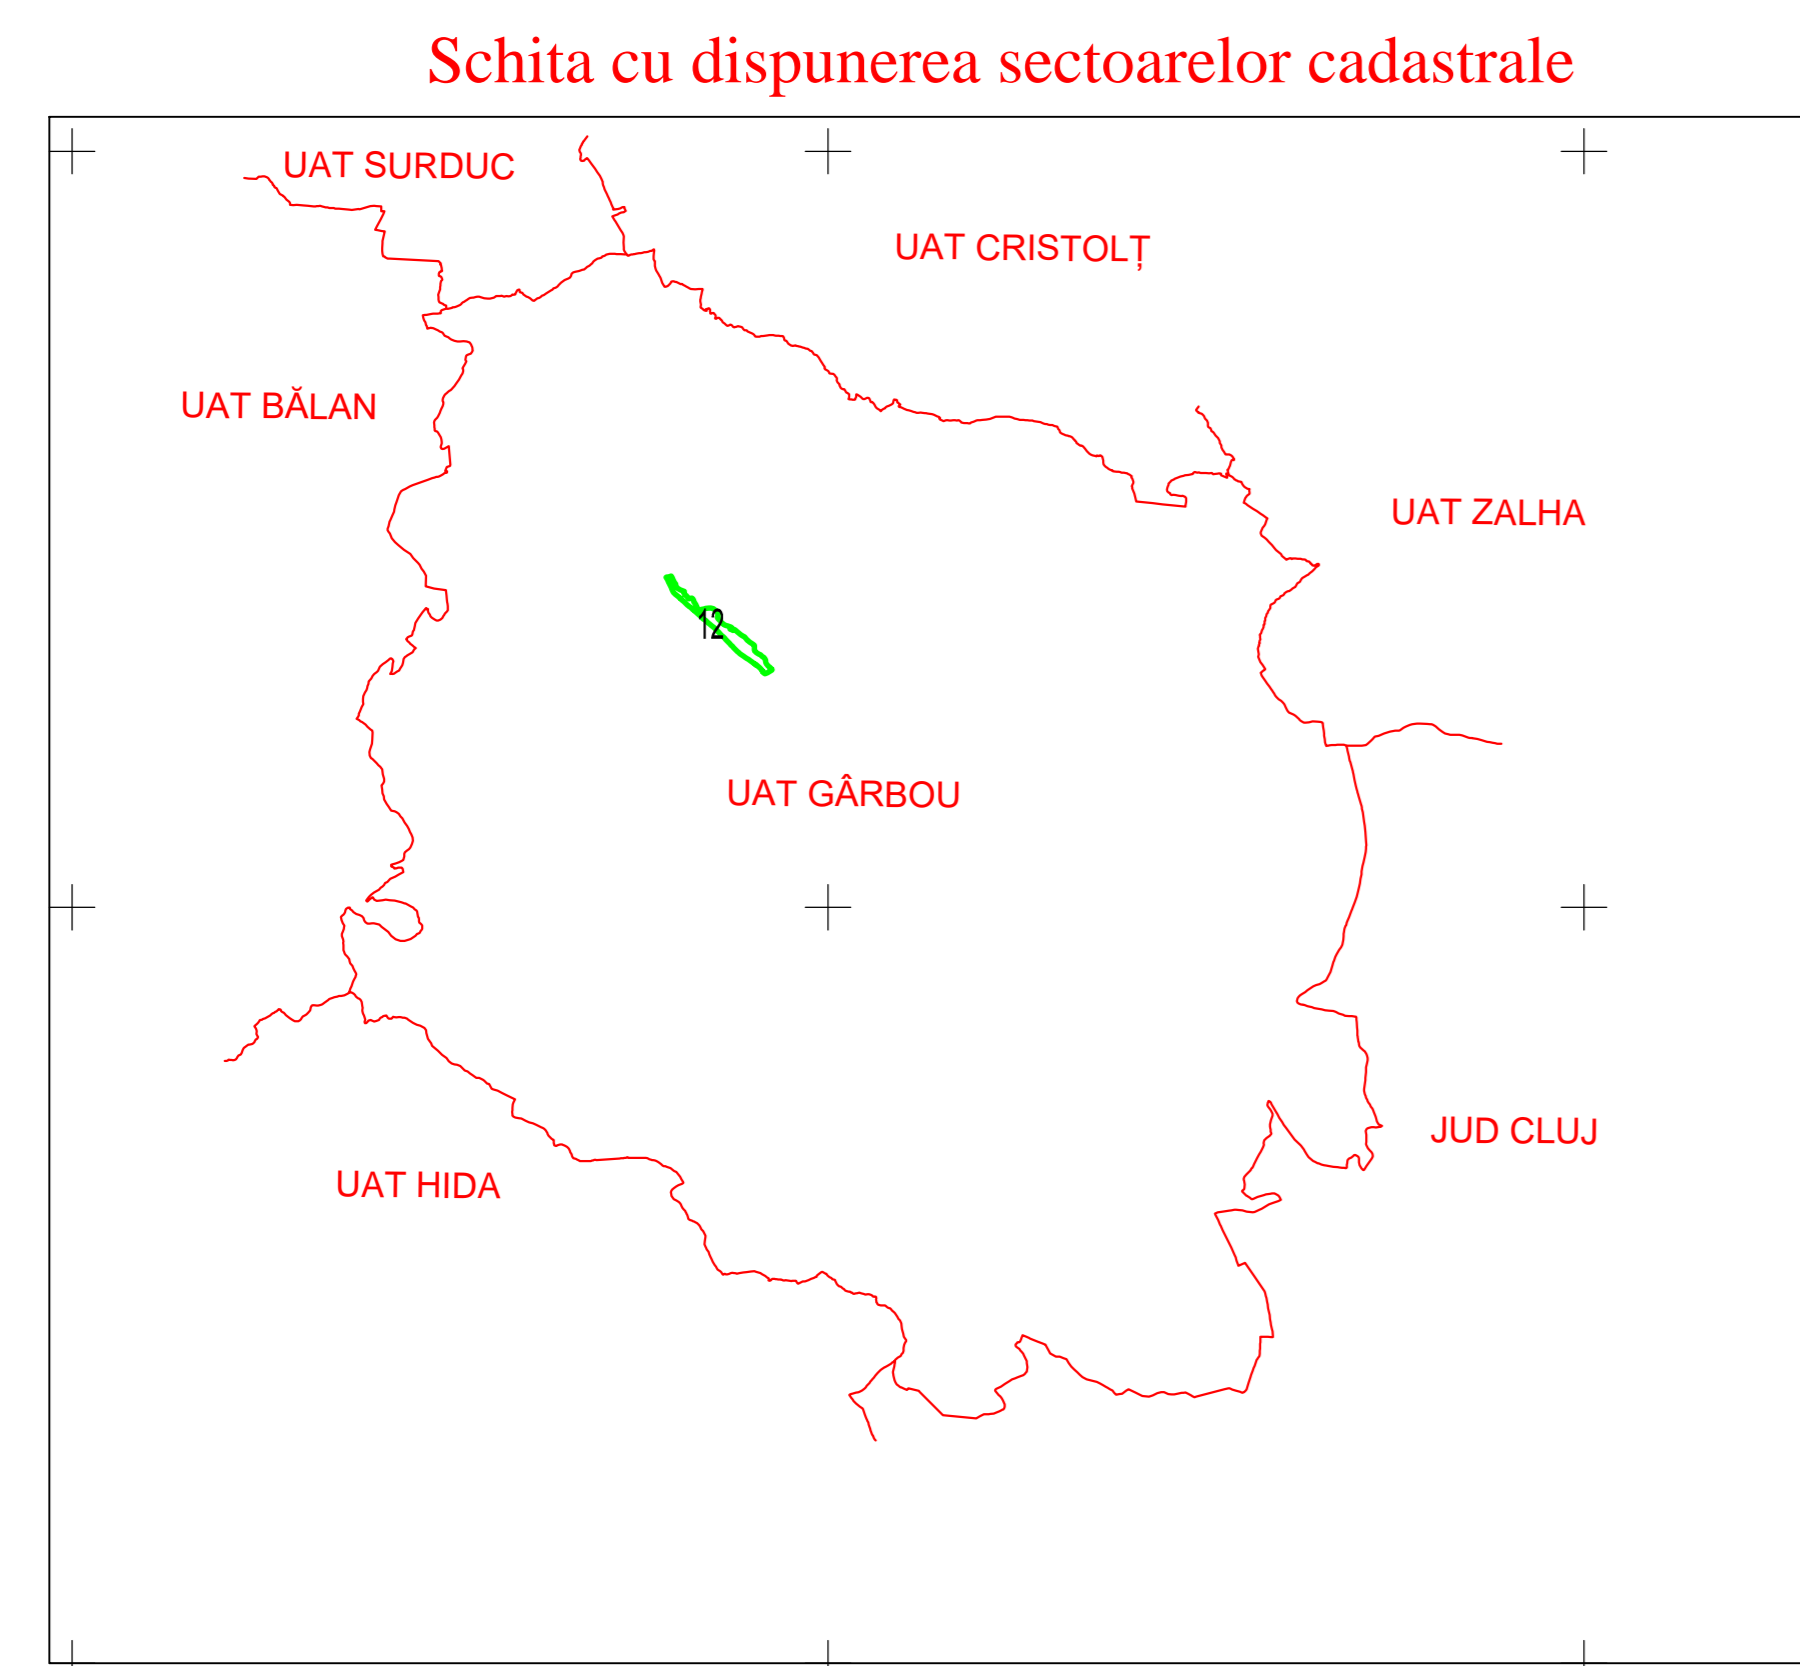 Schita cu dispunerea sectoarelor cadastrale
UAT SURDUC
UAT CRISTOLȚ
UAT BĂLAN
UAT ZALHA
12
UAT GÂRBOU
JUD CLUJ
UAT HIDA